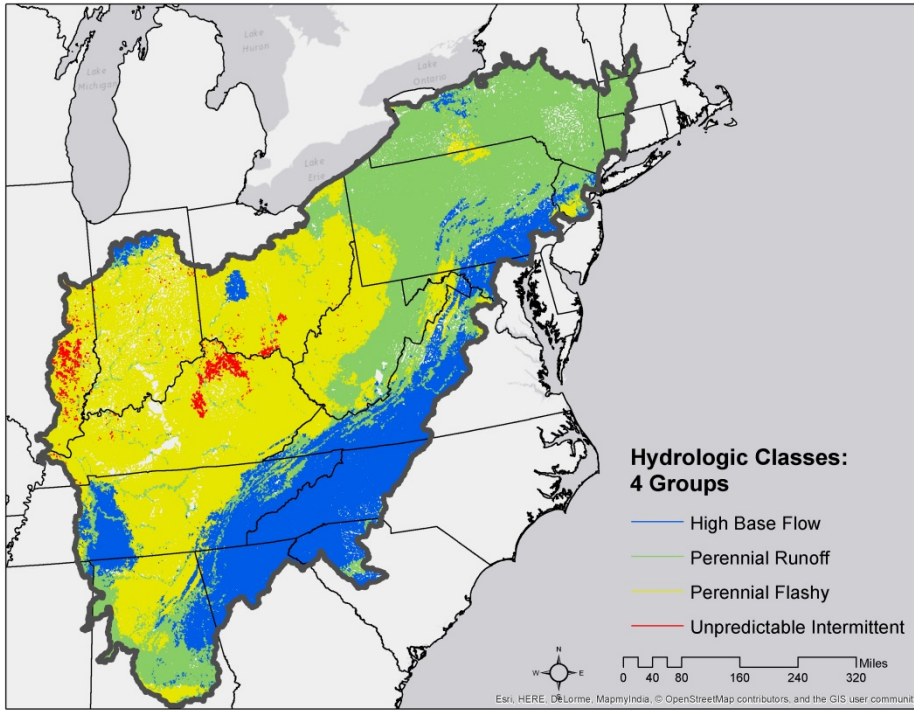 Lake
Huron
Lake
Michigan
Lake
Ontario
Lake
Erie
Hydrologic Classes:
4 Groups
High Base Flow
Perennial Runoff
Perennial Flashy
Unpredictable Intermittent
N
W E
S
Miles
0 40 80 160 240 320
Esri, HERE, DeLorme, MapmyIndia, © OpenStreetMap contributors, and the GIS user communit